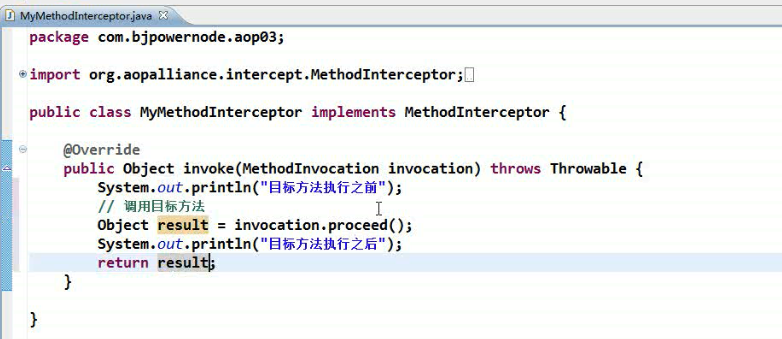 MyMethodInterceptor.java
package com.bjpowernode.aop03;
import org.aopalliance.intercept.MethodInterceptor;
public class MyMethodInterceptor implements MethodInterceptor {
@Override
public Object invoke(MethodInvocation invocation) throws Throwable {
System.out.println("目标方法执行之前");
// 调用目标方法
Object result = invocation.proceed();
System.out.println("目标方法执行之后");
return result;
}
}